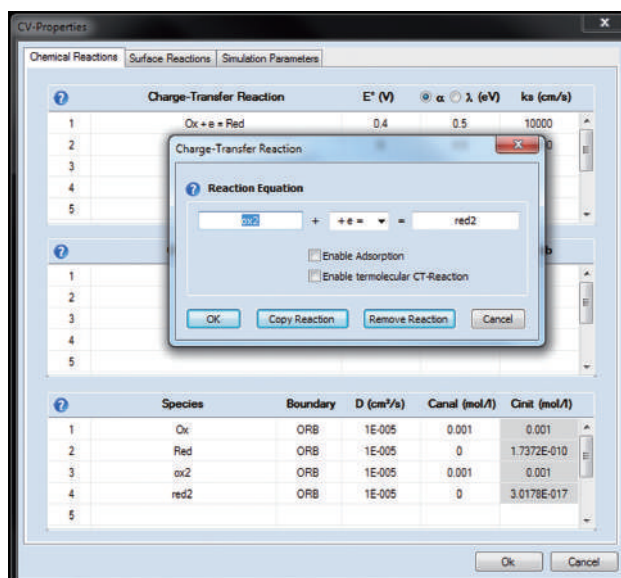 CV-Properties
Chemical Reactions Surface Reactions Simulation Parameters
Charge-Transfer Reaction E° (V) α λ (eV) ks (cm/s)
1 Ox + e = Red 0.4 0.5 10000
2
3
4
5
Charge-Transfer Reaction
Reaction Equation
ox2 + +e = = red2
Enable Adsorption
Enable termolecular CT-Reaction
OK Copy Reaction Remove Reaction Cancel
1
2
3
4
5
Species Boundary D (cm²/s) Canal (mol/l) Cinit (mol/l)
1 Ox ORB 1E-005 0.001 0.001
2 Red ORB 1E-005 0 1.7372E-010
3 ox2 ORB 1E-005 0.001 0.001
4 red2 ORB 1E-005 0 3.0178E-017
5
Ok Cancel